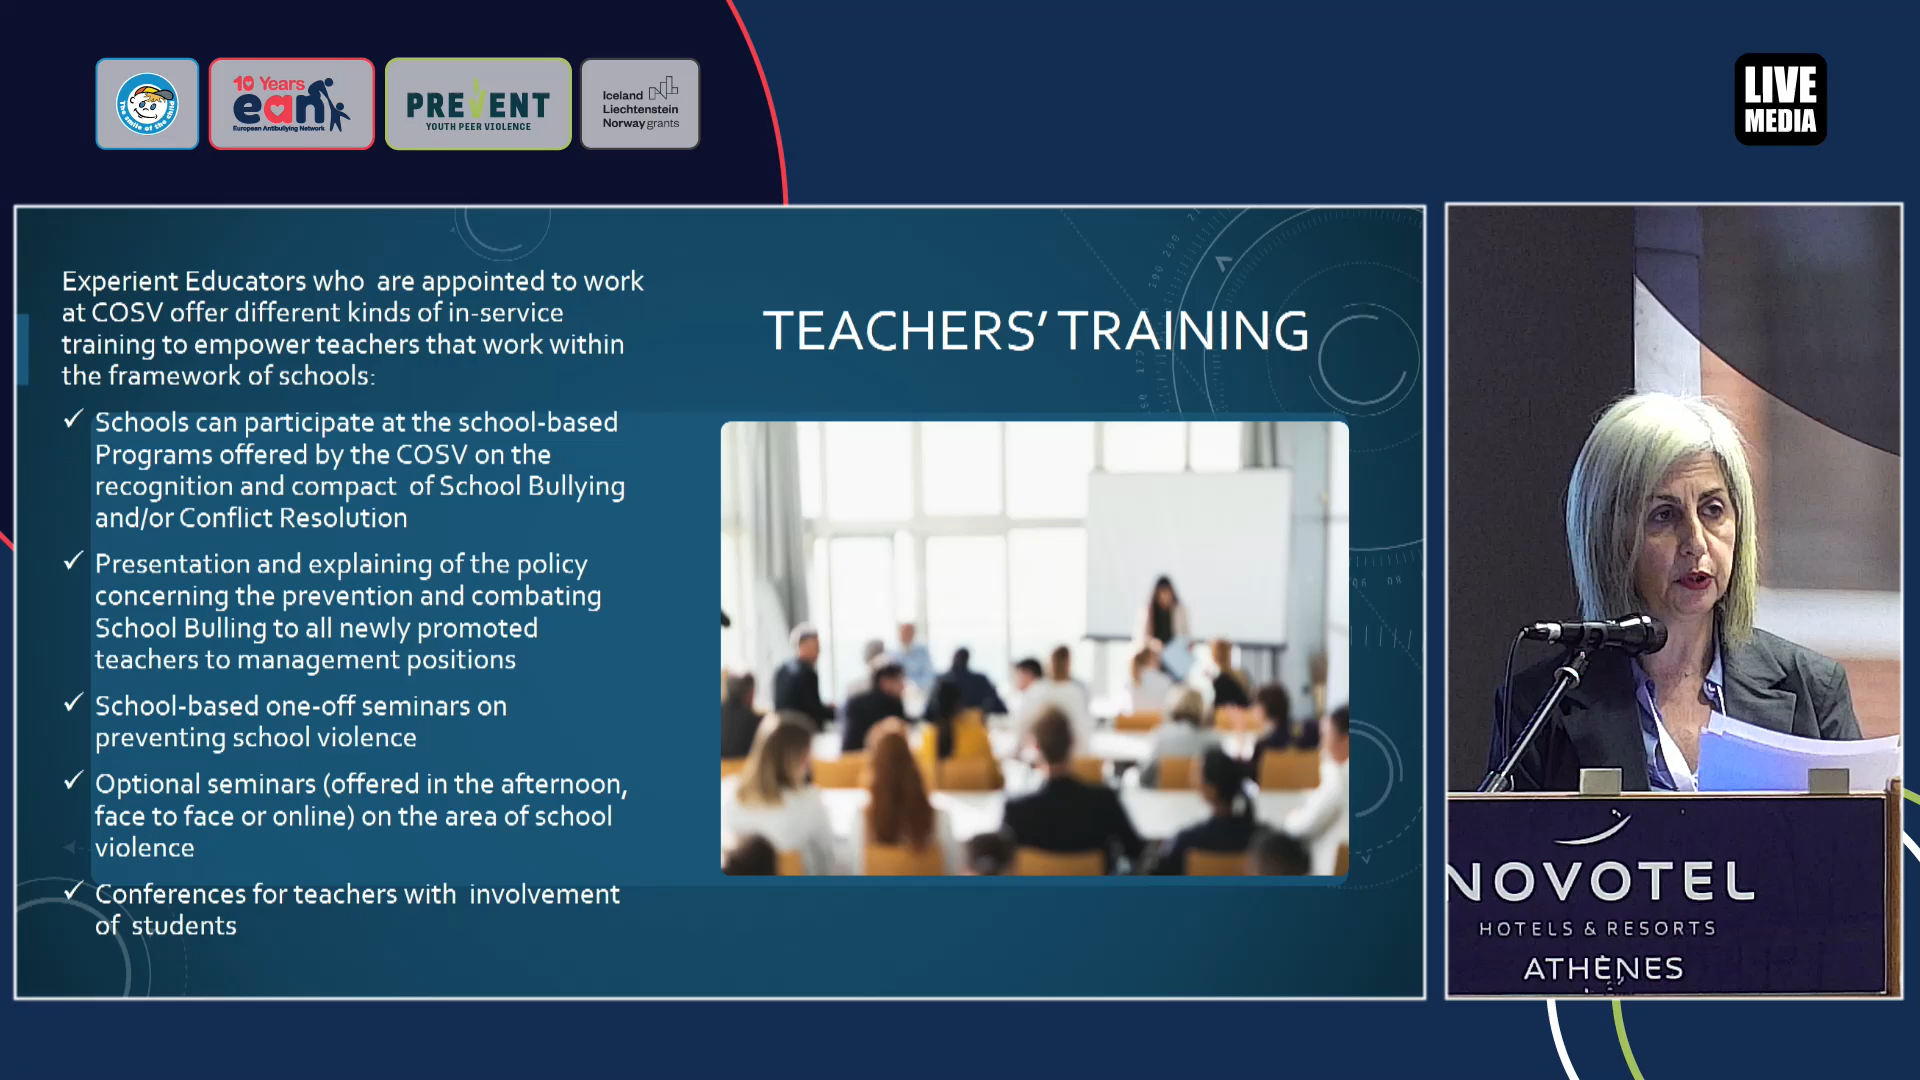 The smile of the child
10 Years
ean
European Antibullying Network
PREVENT
YOUTH PEER VIOLENCE
Iceland
Liechtenstein
Norway grants
LIVE
MEDIA
Experient Educators who are appointed to work
at COSV offer different kinds of in-service
training to empower teachers that work within
the framework of schools:
✓ Schools can participate at the school-based
Programs offered by the COSV on the
recognition and compact of School Bullying
and/or Conflict Resolution
✓ Presentation and explaining of the policy
concerning the prevention and combating
School Bulling to all newly promoted
teachers to management positions
✓ School-based one-off seminars on
preventing school violence
✓ Optional seminars (offered in the afternoon,
face to face or online) on the area of school
violence
✓ Conferences for teachers with involvement
of students
TEACHERS’ TRAINING
NOVOTEL
HOTELS & RESORTS
ATHÈNES